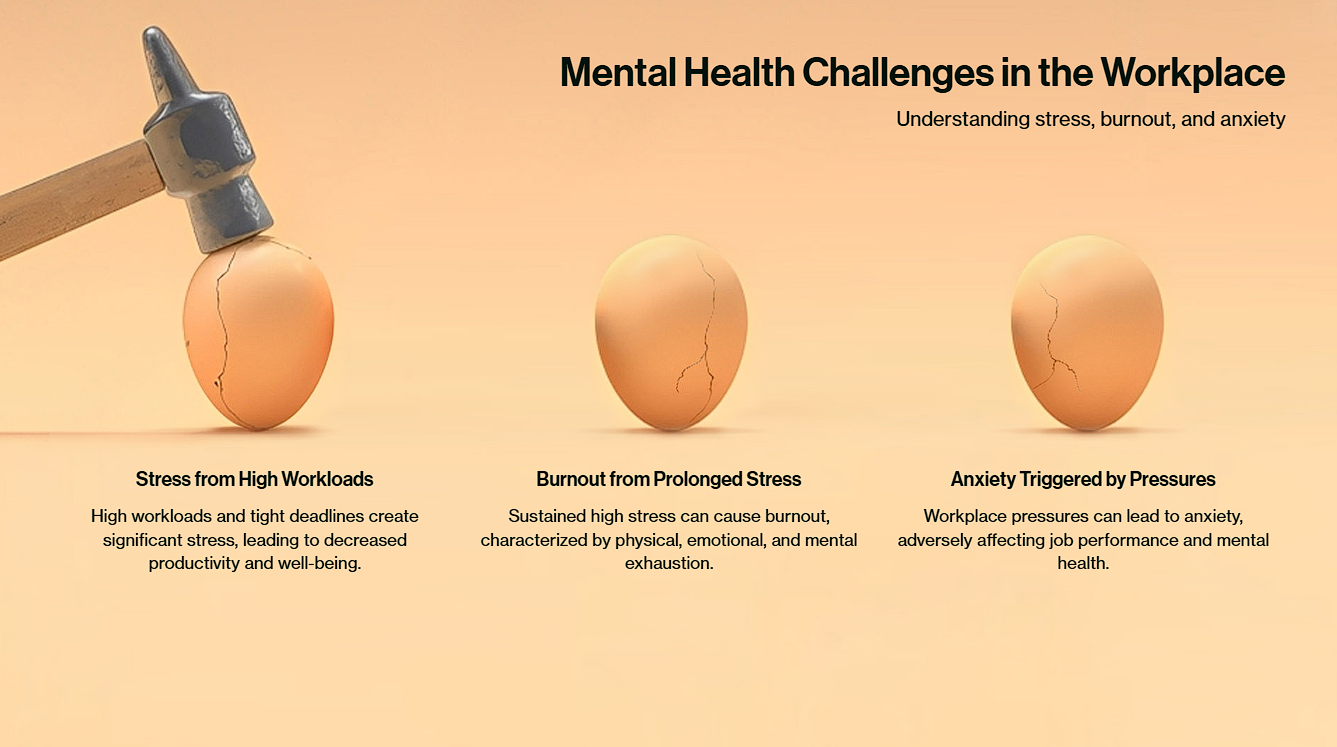 Mental Health Challenges in the Workplace
Understanding stress, burnout, and anxiety
Stress from High Workloads
High workloads and tight deadlines create
significant stress, leading to decreased
productivity and well-being.
Burnout from Prolonged Stress
Sustained high stress can cause burnout,
characterized by physical, emotional, and mental
exhaustion.
Anxiety Triggered by Pressures
Workplace pressures can lead to anxiety,
adversely affecting job performance and mental
health.